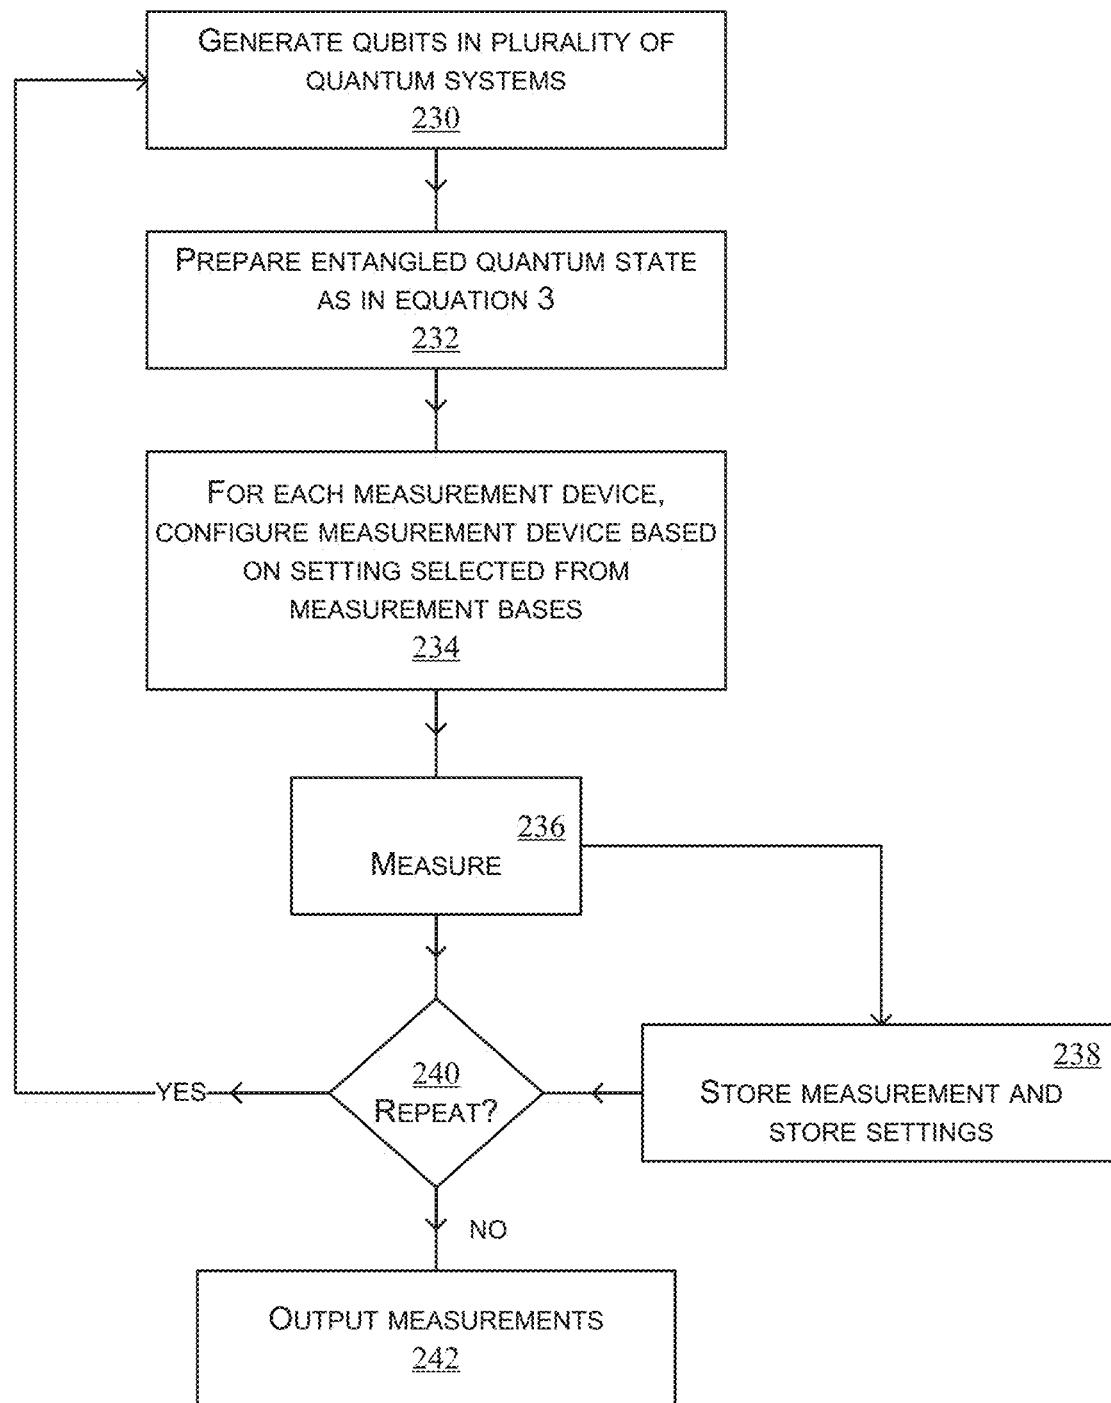 GENERATE QUBITS IN PLURALITY OF
QUANTUM SYSTEMS
230
PREPARE ENTANGLED QUANTUM STATE
AS IN EQUATION 3
232
FOR EACH MEASUREMENT DEVICE,
CONFIGURE MEASUREMENT DEVICE BASED
ON SETTING SELECTED FROM
MEASUREMENT BASES
234
236
MEASURE
238
STORE MEASUREMENT AND
STORE SETTINGS
240
REPEAT?
YES
NO
OUTPUT MEASUREMENTS
242